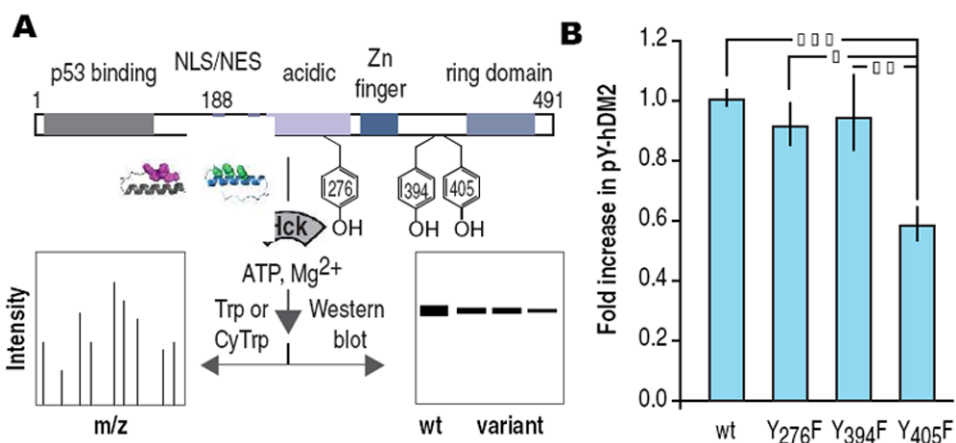 A
p53 binding
NLS/NES
acidic
Zn
finger
ring domain
1
188
491
276
394
405
OH
OH
OH
ATP, Mg2+
Trp or
CyTrp
Western
blot
Intensity
m/z
wt
variant
B
Fold increase in pY-hDM2
1.2
1.0
0.8
0.6
0.4
0.2
0.0
wt
Y276F
Y394F
Y405F